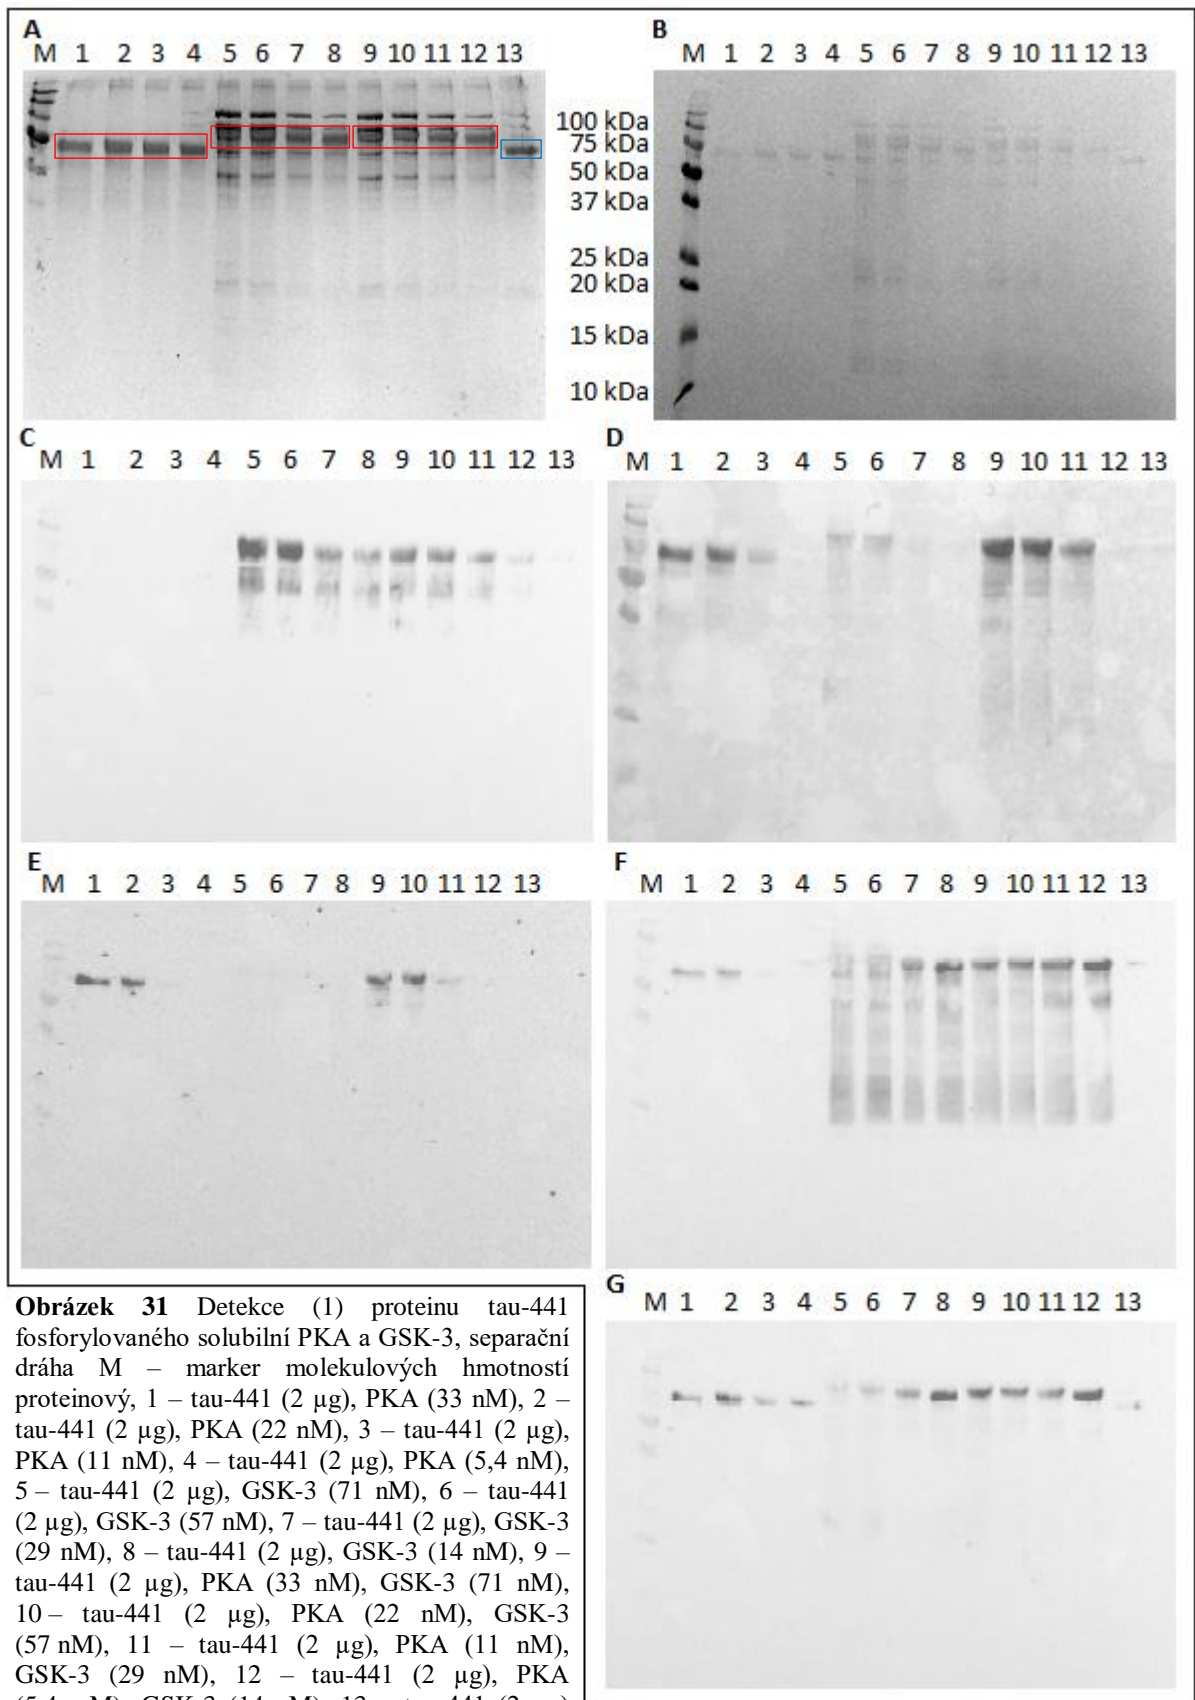 A
M 1 2 3 4 5 6 7 8 9 10 11 12 13
B
M 1 2 3 4 5 6 7 8 9 10 11 12 13
100 kDa
75 kDa
50 kDa
37 kDa
25 kDa
20 kDa
15 kDa
10 kDa
C
M 1 2 3 4 5 6 7 8 9 10 11 12 13
D
M 1 2 3 4 5 6 7 8 9 10 11 12 13
E
M 1 2 3 4 5 6 7 8 9 10 11 12 13
F
M 1 2 3 4 5 6 7 8 9 10 11 12 13
G
M 1 2 3 4 5 6 7 8 9 10 11 12 13
Obrázek 31 Detekce (1) proteinu tau-441
fosforylovaného solubilní PKA a GSK-3, separační
dráha M – marker molekulových hmotností
proteinový, 1 – tau-441 (2 µg), PKA (33 nM), 2 –
tau-441 (2 µg), PKA (22 nM), 3 – tau-441 (2 µg),
PKA (11 nM), 4 – tau-441 (2 µg), PKA (5,4 nM),
5 – tau-441 (2 µg), GSK-3 (71 nM), 6 – tau-441
(2 µg), GSK-3 (57 nM), 7 – tau-441 (2 µg), GSK-3
(29 nM), 8 – tau-441 (2 µg), GSK-3 (14 nM), 9 –
tau-441 (2 µg), PKA (33 nM), GSK-3 (71 nM),
10 – tau-441 (2 µg), PKA (22 nM), GSK-3
(57 nM), 11 – tau-441 (2 µg), PKA (11 nM),
GSK-3 (29 nM), 12 – tau-441 (2 µg), PKA
(5,4 nM), GSK-3 (14 nM), 13 – tau-441 (2 µg)